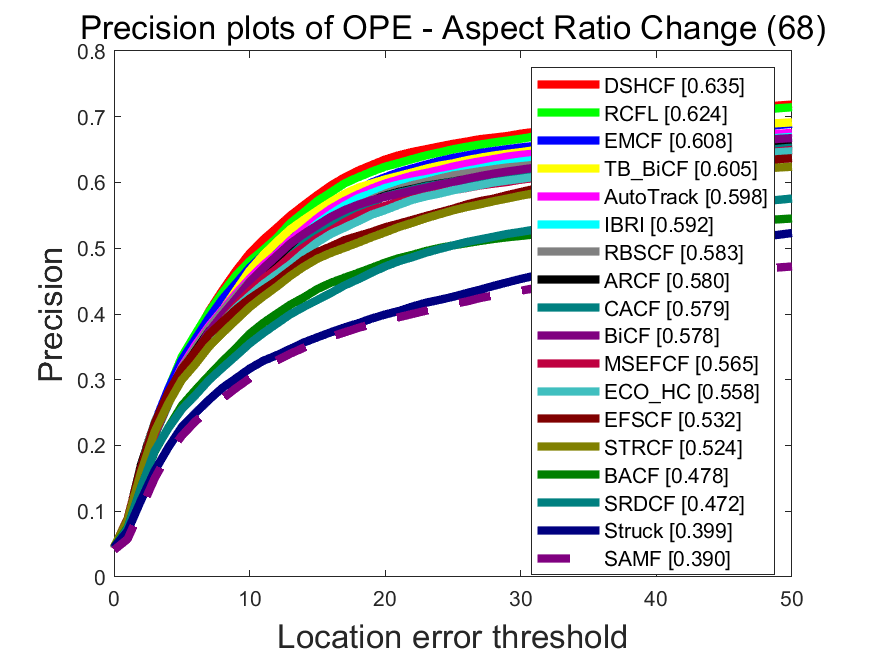 Precision plots of OPE - Aspect Ratio Change (68)
0.8
0.7
0.6
0.5
0.4
0.3
0.2
0.1
0
Precision
DSHCF [0.635]
RCFL [0.624]
EMCF [0.608]
TB_BiCF [0.605]
AutoTrack [0.598]
IBRI [0.592]
RBSCF [0.583]
ARCF [0.580]
CACF [0.579]
BiCF [0.578]
MSEFCF [0.565]
ECO_HC [0.558]
EFSCF [0.532]
STRCF [0.524]
BACF [0.478]
SRDCF [0.472]
Struck [0.399]
SAMF [0.390]
0 10 20 30 40 50
Location error threshold